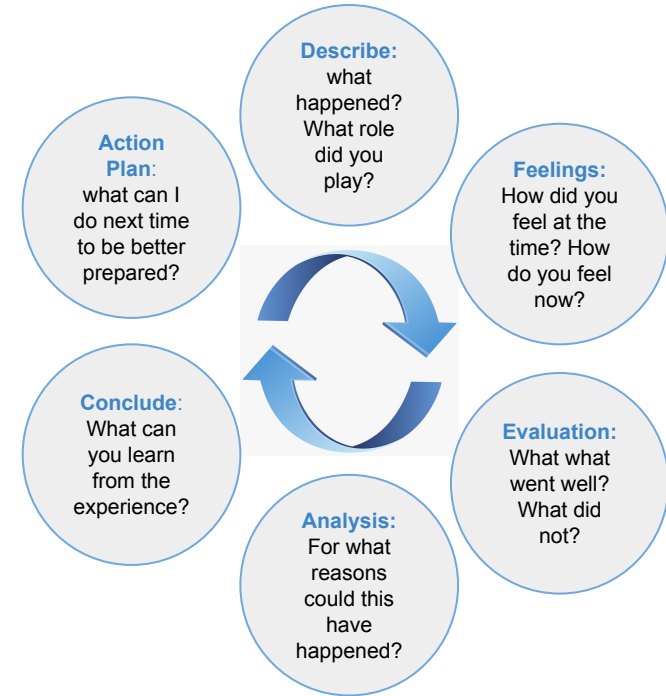 Describe:
what
happened?
What role
did you
play?
Feelings:
How did you
feel at the
time? How
do you feel
now?
Evaluation:
What what
went well?
What did
not?
Analysis:
For what
reasons
could this
have
happened?
Conclude:
What can
you learn
from the
experience?
Action
Plan:
what can I
do next time
to be better
prepared?